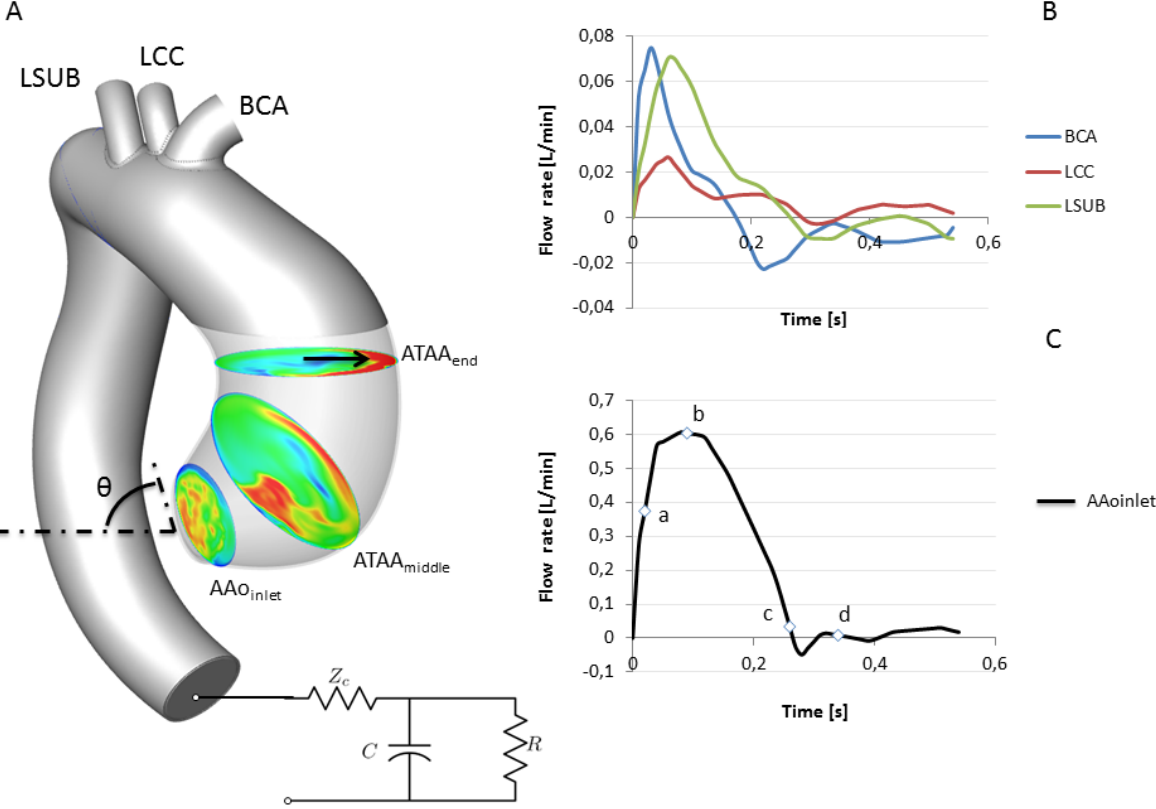 A
LCC
LSUB
BCA
ATAAend
θ
ATAAmiddle
AAoinlet
Zc
C
R
B
0,08
0,06
0,04
0,02
0
-0,02
-0,04
0
0,2
0,4
0,6
Flow rate [L/min]
Time [s]
BCA
LCC
LSUB
C
0,7
0,6
0,5
0,4
0,3
0,2
0,1
0
-0,1
0
0,2
0,4
0,6
a
b
c
d
Flow rate [L/min]
Time [s]
AAoinlet